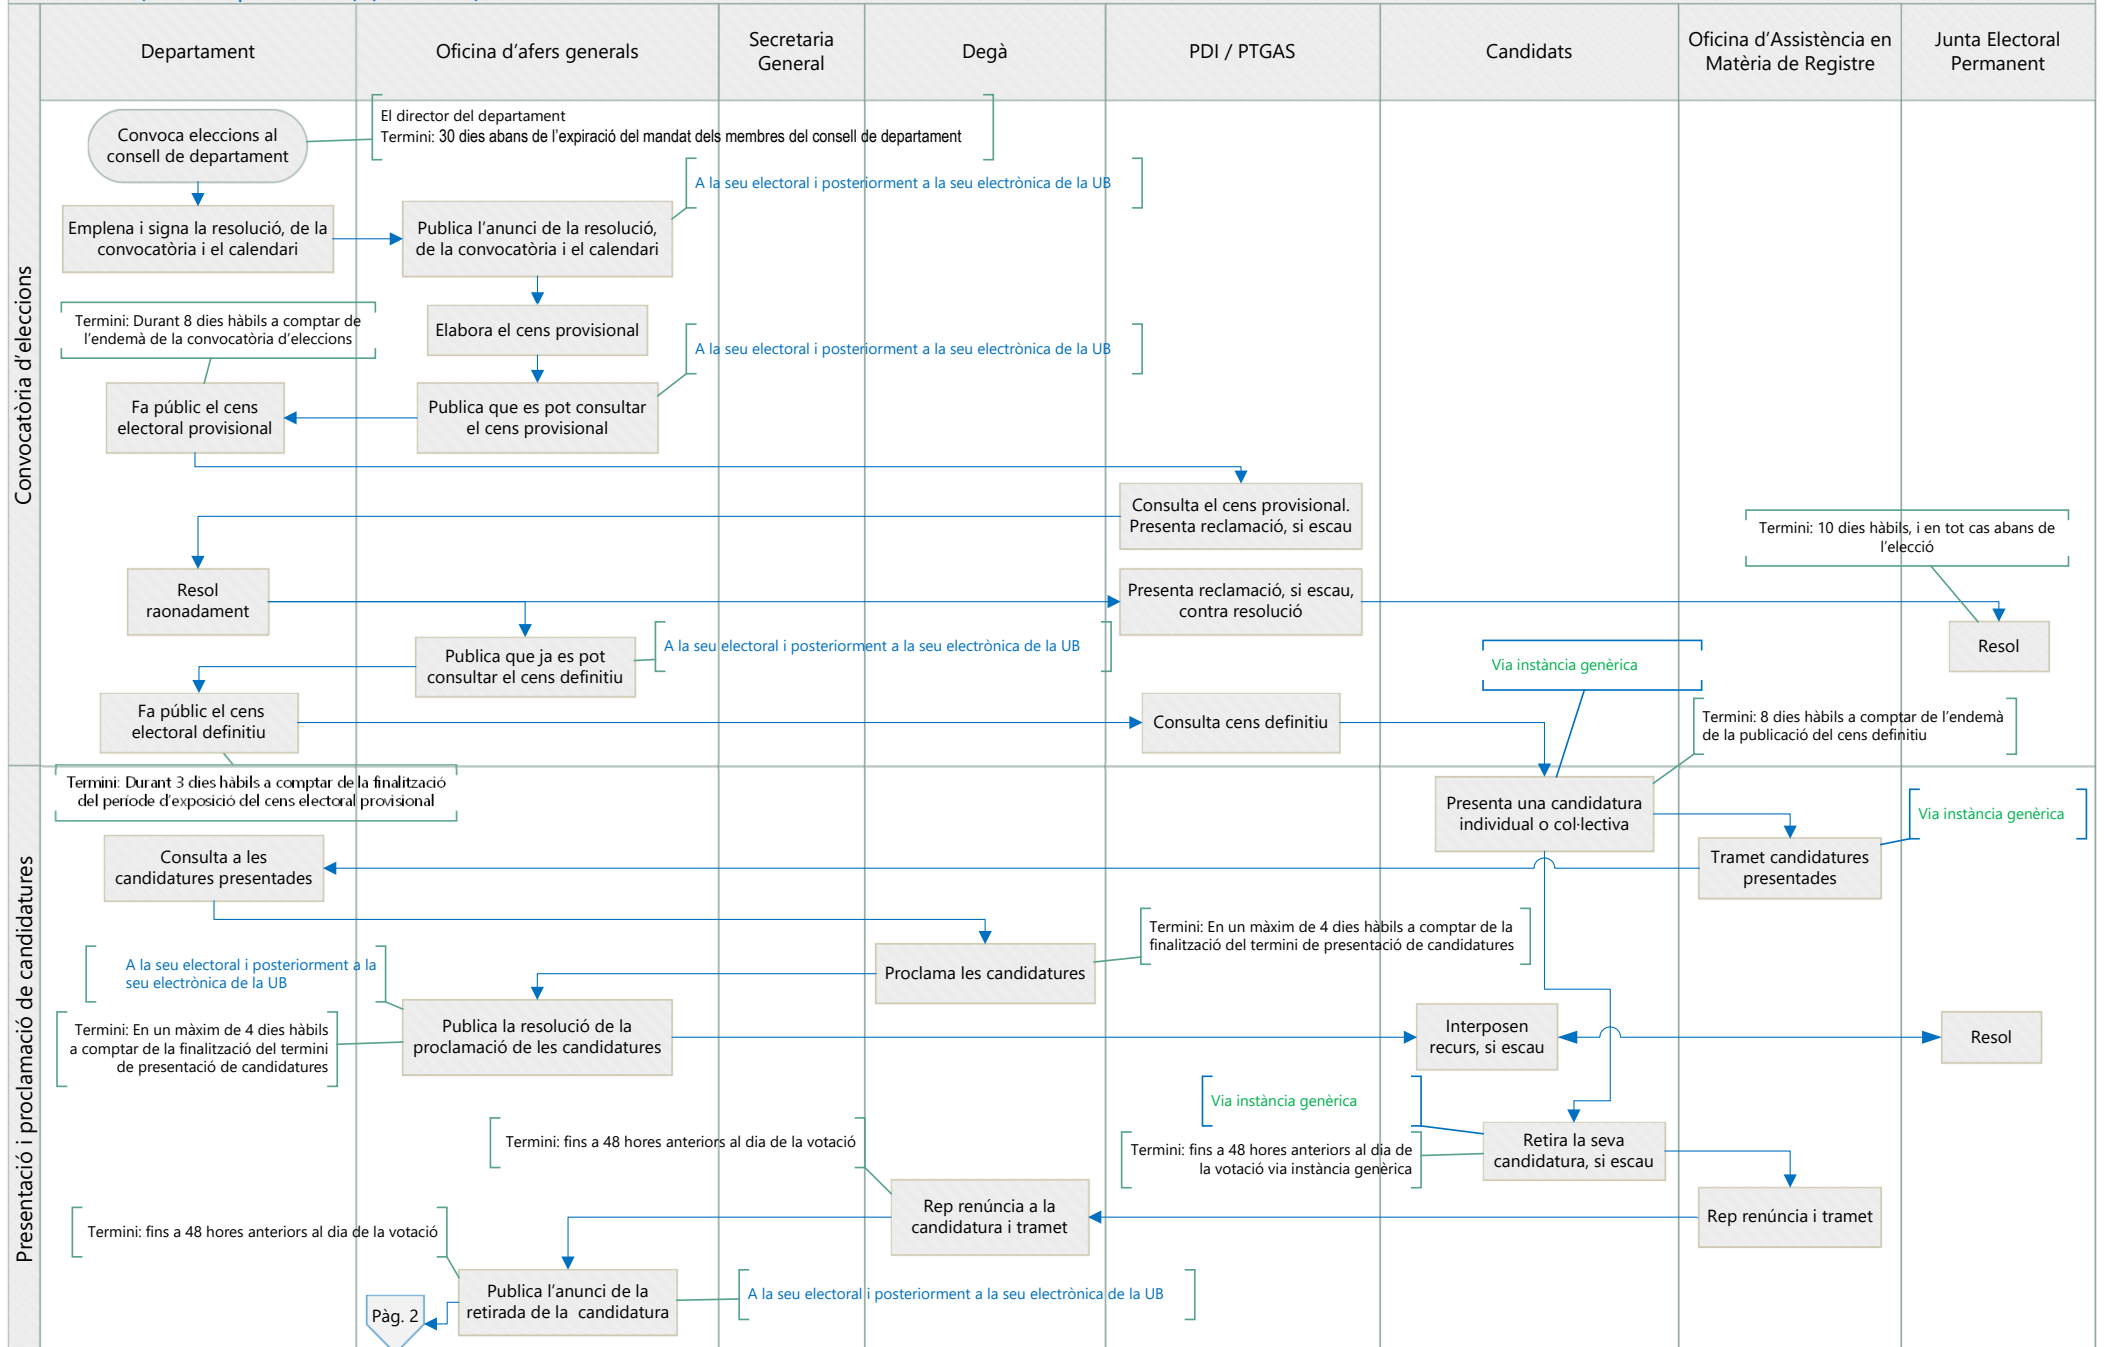 Departament
Oficina d'afers generals
Secretaria
General
Degà
PDI / PTGAS
Candidats
Oficina d'Assistència en
Matèria de Registre
Junta Electoral
Permanent
Convocatòria d'eleccions
Convoca eleccions al
consell de departament
El director del departament
Termini: 30 dies abans de l'expiració del mandat dels membres del consell de departament
A la seu electoral i posteriorment a la seu electrònica de la UB
Emplena i signa la resolució, de la
convocatòria i el calendari
Publica l'anunci de la resolució,
de la convocatòria i el calendari
Termini: Durant 8 dies hàbils a comptar de
l'endemà de la convocatòria d'eleccions
Elabora el cens provisional
A la seu electoral i posteriorment a la seu electrònica de la UB
Fa públic el cens
electoral provisional
Publica que es pot consultar
el cens provisional
Consulta el cens provisional.
Presenta reclamació, si escau
Termini: 10 dies hàbils, i en tot cas abans de
l'elecció
Resol
raonadament
Presenta reclamació, si escau,
contra resolució
Resol
Publica que ja es pot
consultar el cens definitiu
A la seu electoral i posteriorment a la seu electrònica de la UB
Via instància genèrica
Fa públic el cens
electoral definitiu
Consulta cens definitiu
Termini: 8 dies hàbils a comptar de l'endemà
de la publicació del cens definitiu
Presentació i proclamació de candidatures
Termini: Durant 3 dies hàbils a comptar de la finalització
del període d'exposició del cens electoral provisional
Presenta una candidatura
individual o col·lectiva
Via instància genèrica
Consulta a les
candidatures presentades
Tramet candidatures
presentades
Termini: En un màxim de 4 dies hàbils a comptar de la
finalització del termini de presentació de candidatures
A la seu electoral i posteriorment a la
seu electrònica de la UB
Proclama les candidatures
Termini: En un màxim de 4 dies hàbils
a comptar de la finalització del termini
de presentació de candidatures
Publica la resolució de la
proclamació de les candidatures
Interposen
recurs, si escau
Resol
Via instància genèrica
Termini: fins a 48 hores anteriors al dia de la votació
Termini: fins a 48 hores anteriors al dia de
la votació via instància genèrica
Retira la seva
candidatura, si escau
Rep renúncia a la
candidatura i tramet
Rep renúncia i tramet
Termini: fins a 48 hores anteriors al dia de la votació
Publica l'anunci de la
retirada de la candidatura
A la seu electoral i posteriorment a la seu electrònica de la UB
Pàg. 2